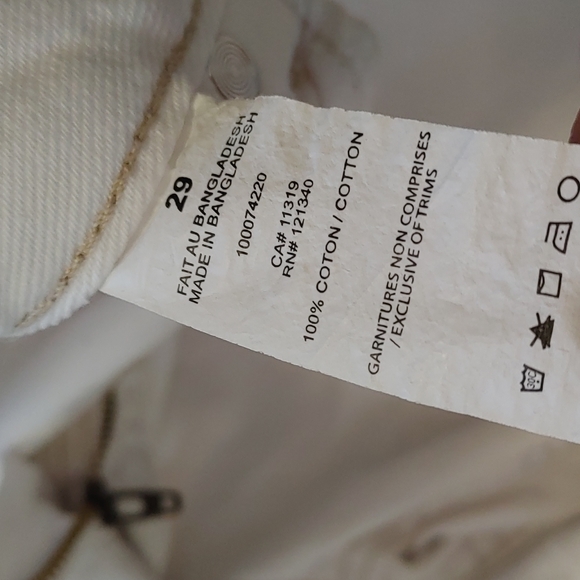 29
FAIT AU BANGLADESH
MADE IN BANGLADESH
100074220
CA# 11319
RN# 121340
100% COTON / COTTON
GARNITURES NON COMPRISES
/ EXCLUSIVE OF TRIMS